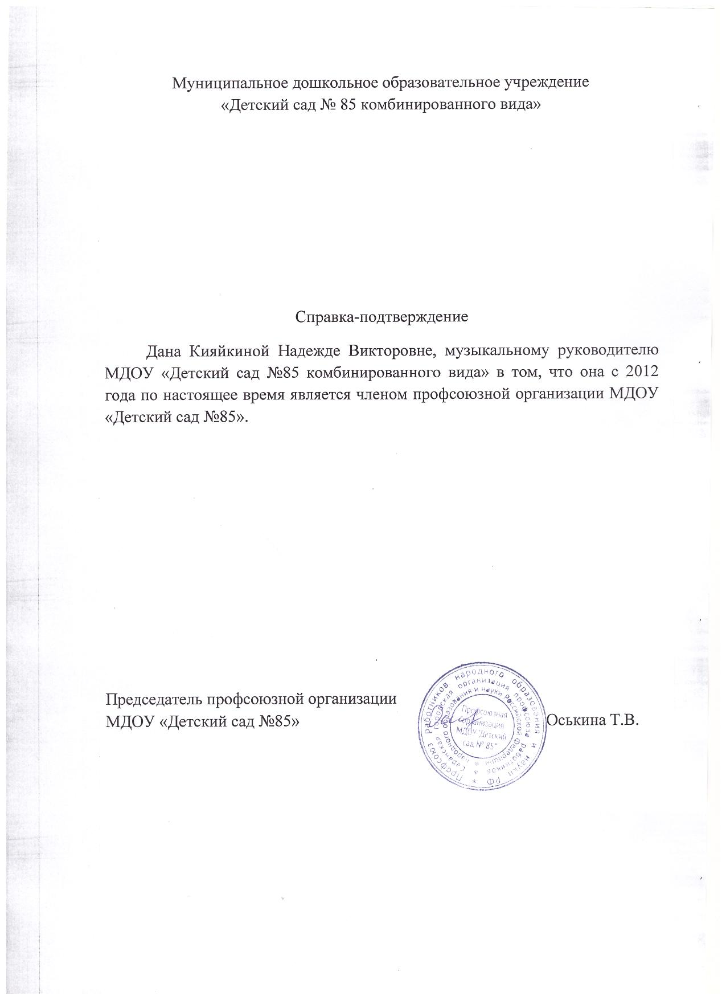 Муниципальное дошкольное образовательное учреждение
«Детский сад № 85 комбинированного вида»
Справка-подтверждение
Дана Кияйкиной Надежде Викторовне, музыкальному руководителю
МДОУ «Детский сад №85 комбинированного вида» в том, что она с 2012
года по настоящее время является членом профсоюзной организации МДОУ
«Детский сад №85».
Председатель профсоюзной организации
МДОУ «Детский сад №85»
Оськина Т.В.
* Профсоюз работников народного образования и науки РФ
* Саранская городская организация профсоюза работников
* народного образования и науки Российской Федерации
Профсоюзная
организация
МДОУ "Детский
сад № 85"